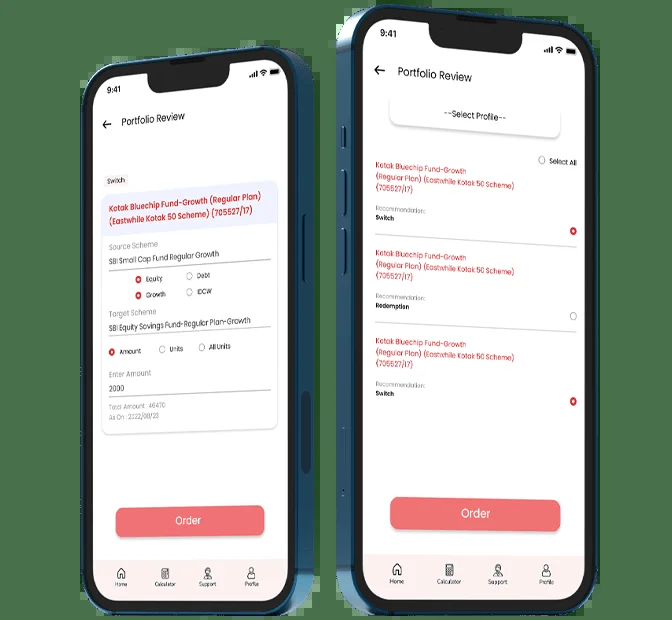 9:41
Portfolio Review
Switch
Kotak Bluechip Fund-Growth (Regular Plan)
(Eastwhile Kotak 50 Scheme) (705527/17)
Source Scheme
SBI Small Cap Fund Regular Growth
Equity Debt
Growth IDCW
Target Scheme
SBI Equity Savings Fund-Regular Plan-Growth
Amount Units All Units
Enter Amount
2000
Total Amount : 46470
As On : 2022/08/23
Order
Home Calculator Support Profile
9:41
Portfolio Review
--Select Profile--
Select All
Kotak Bluechip Fund-Growth
(Regular Plan) (Eastwhile Kotak 50 Scheme)
(705527/17)
Recommendation:
Switch
Kotak Bluechip Fund-Growth
(Regular Plan) (Eastwhile Kotak 50 Scheme)
(705527/17)
Recommendation:
Redemption
Kotak Bluechip Fund-Growth
(Regular Plan) (Eastwhile Kotak 50 Scheme)
(705527/17)
Recommendation:
Switch
Order
Home Calculator Support Profile